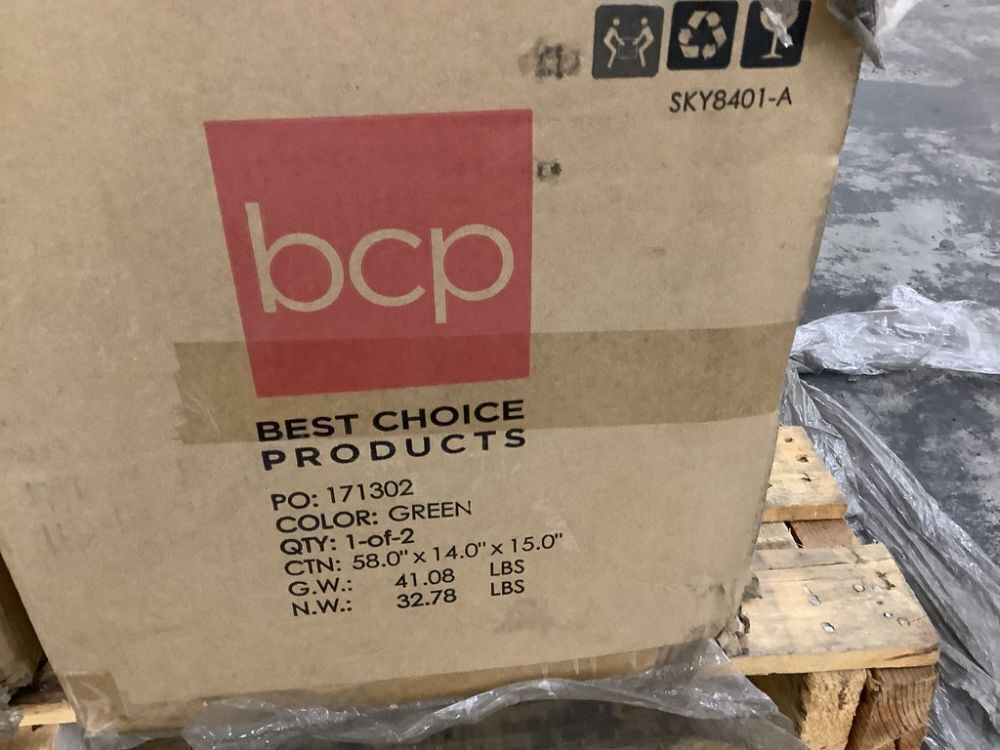 SKY8401-A
bcp
BEST CHOICE
PRODUCTS
PO: 171302
COLOR: GREEN
QTY: 1-of-2
CTN: 58.0" x 14.0" x 15.0"
G.W.: 41.08 LBS
N.W.: 32.78 LBS